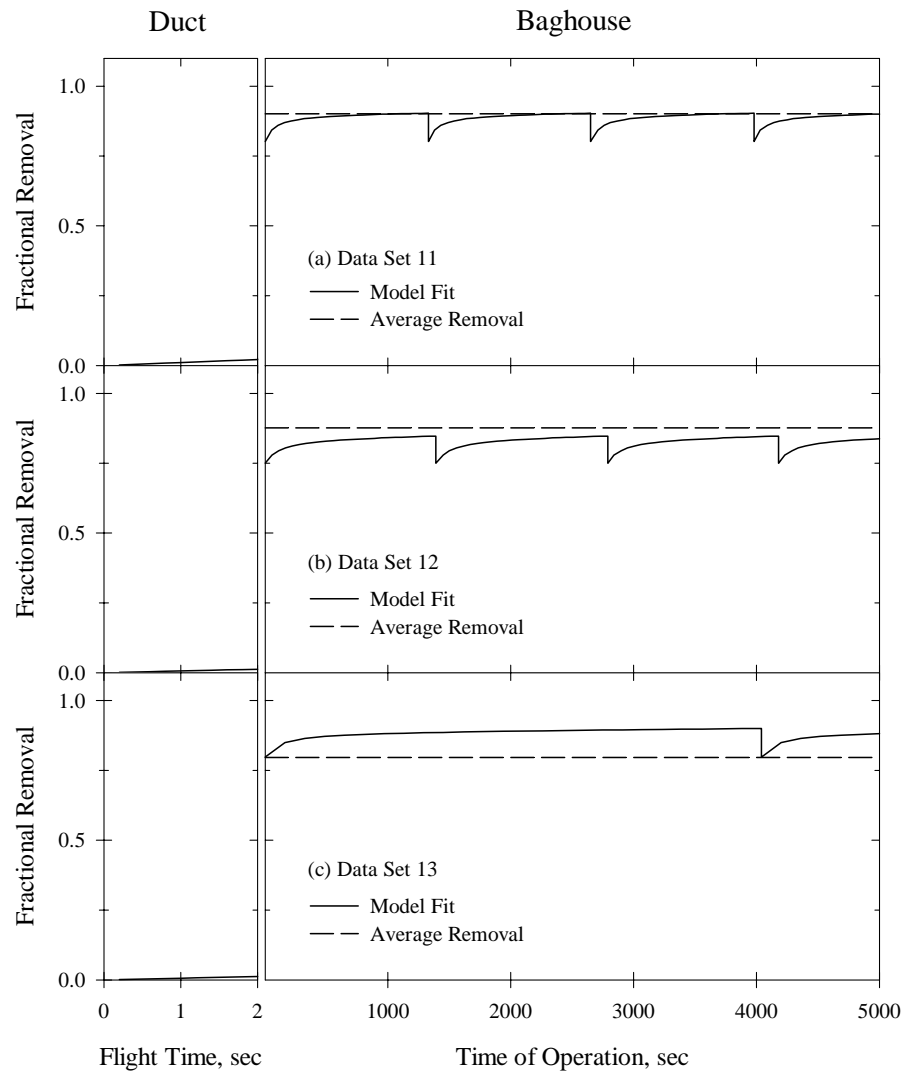 Duct
Baghouse
Fractional Removal
1.0
0.5
0.0
(a) Data Set 11
Model Fit
Average Removal
Fractional Removal
1.0
0.5
0.0
(b) Data Set 12
Model Fit
Average Removal
Fractional Removal
1.0
0.5
0.0
(c) Data Set 13
Model Fit
Average Removal
0 1 2 1000 2000 3000 4000 5000
Flight Time, sec
Time of Operation, sec